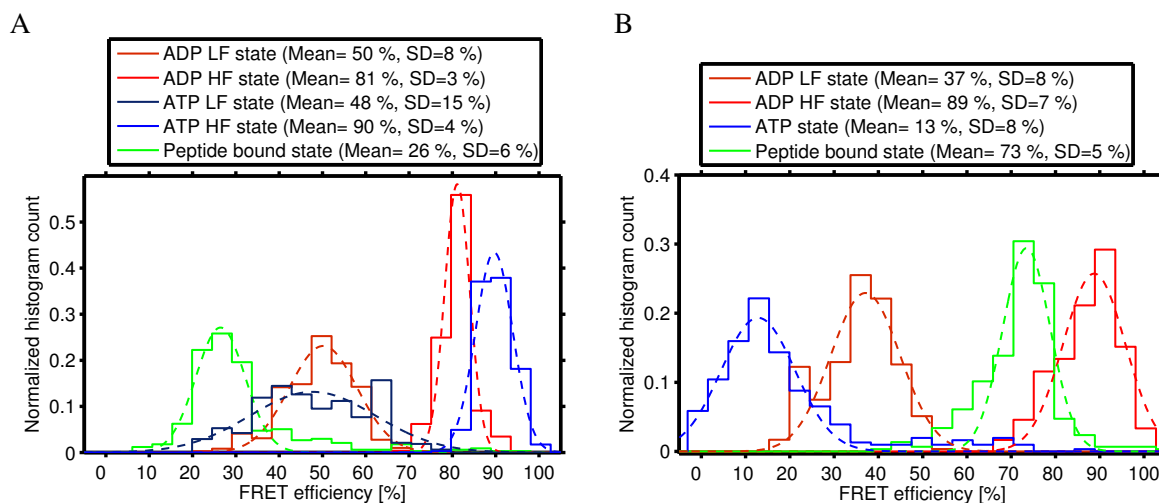 A
ADP LF state (Mean= 50 %, SD=8 %)
ADP HF state (Mean= 81 %, SD=3 %)
ATP LF state (Mean= 48 %, SD=15 %)
ATP HF state (Mean= 90 %, SD=4 %)
Peptide bound state (Mean= 26 %, SD=6 %)
Normalized histogram count
0.5
0.4
0.3
0.2
0.1
0
0 10 20 30 40 50 60 70 80 90 100
FRET efficiency [%]
B
ADP LF state (Mean= 37 %, SD=8 %)
ADP HF state (Mean= 89 %, SD=7 %)
ATP state (Mean= 13 %, SD=8 %)
Peptide bound state (Mean= 73 %, SD=5 %)
Normalized histogram count
0.4
0.3
0.2
0.1
0
0 10 20 30 40 50 60 70 80 90 100
FRET efficiency [%]